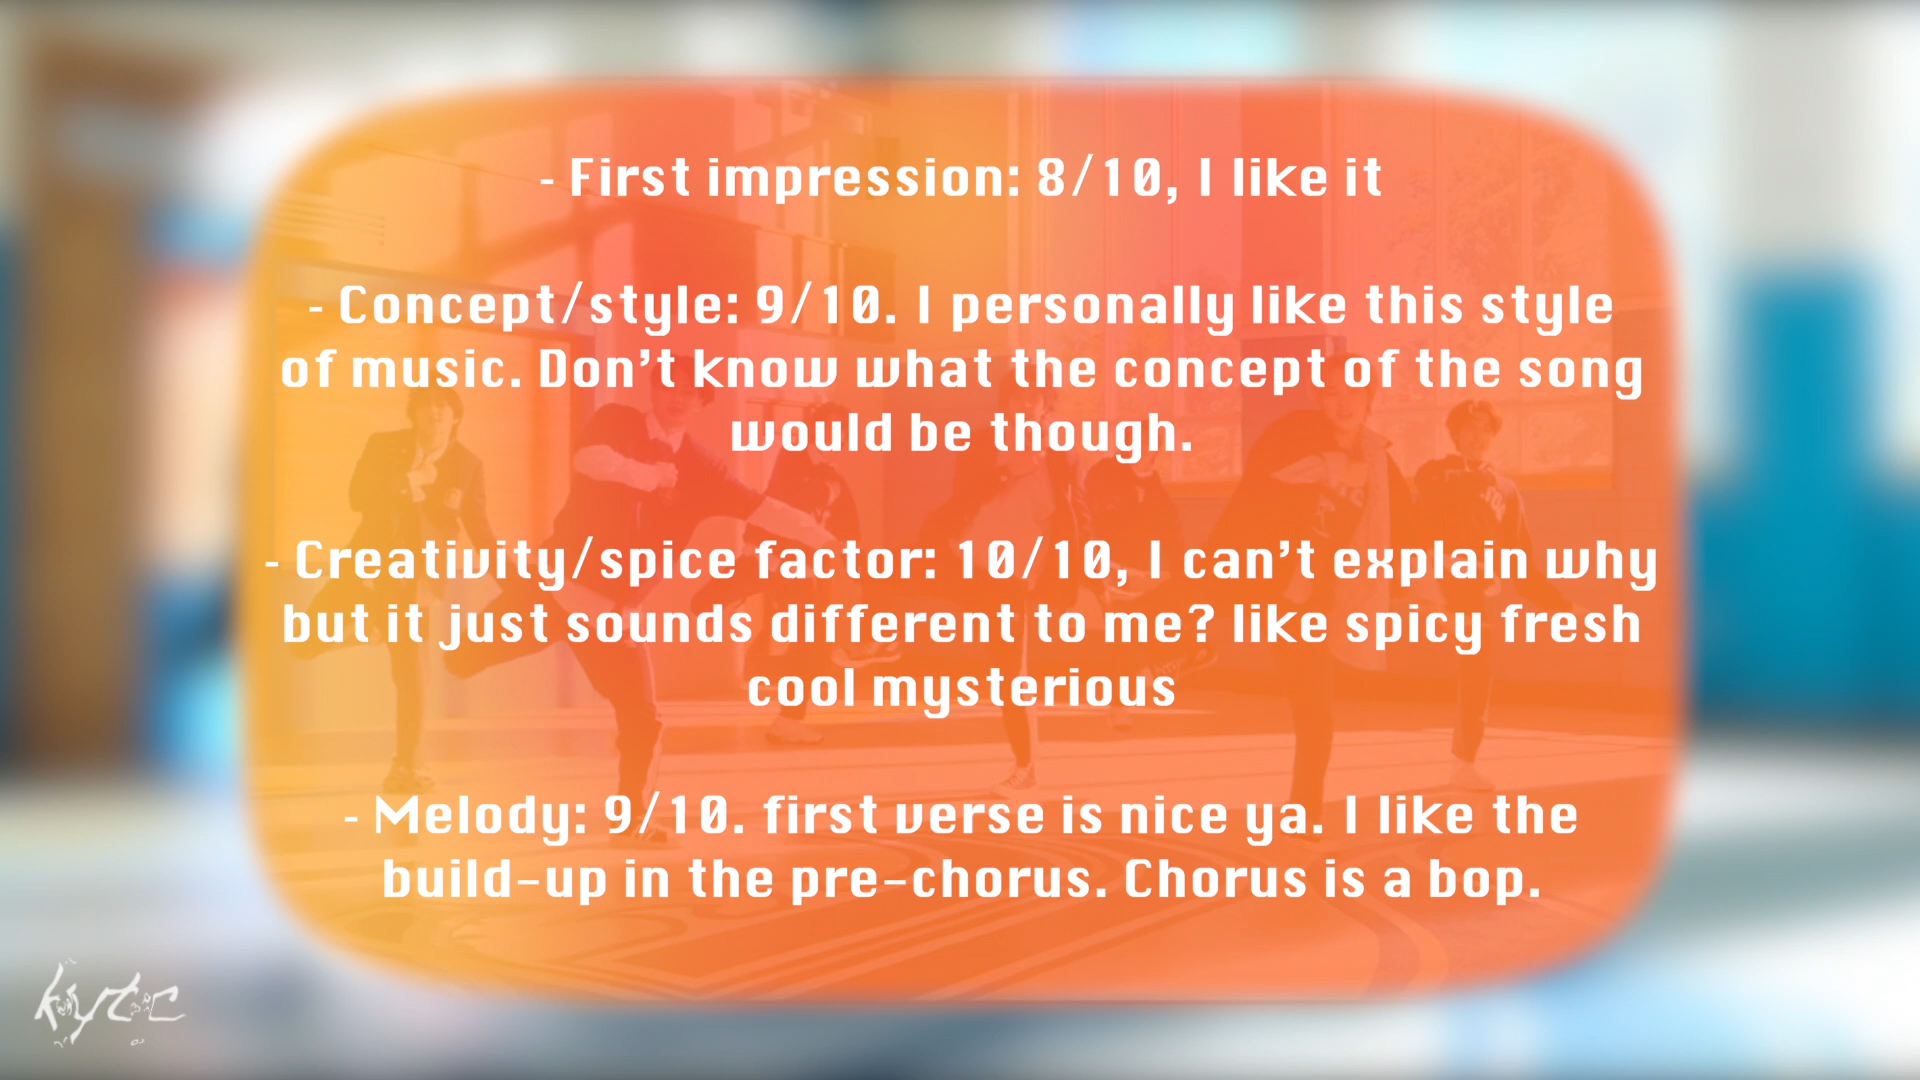 - First impression: 8/10, I like it
- Concept/style: 9/10. I personally like this style
of music. Don't know what the concept of the song
would be though.
- Creativity/spice factor: 10/10, I can't explain why
but it just sounds different to me? like spicy fresh
cool mysterious
- Melody: 9/10. first verse is nice ya. I like the
build-up in the pre-chorus. Chorus is a bop.